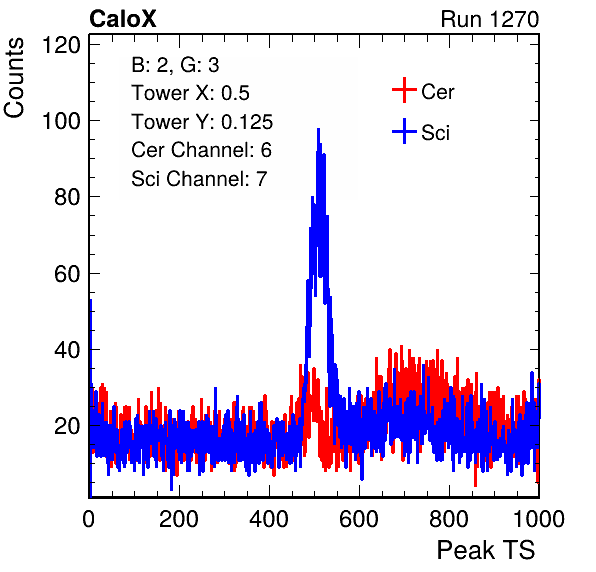 CaloX Run 1270
Counts
120
100
80
60
40
20
B: 2, G: 3
Tower X: 0.5
Tower Y: 0.125
Cer Channel: 6
Sci Channel: 7
Cer
Sci
0 200 400 600 800 1000
Peak TS